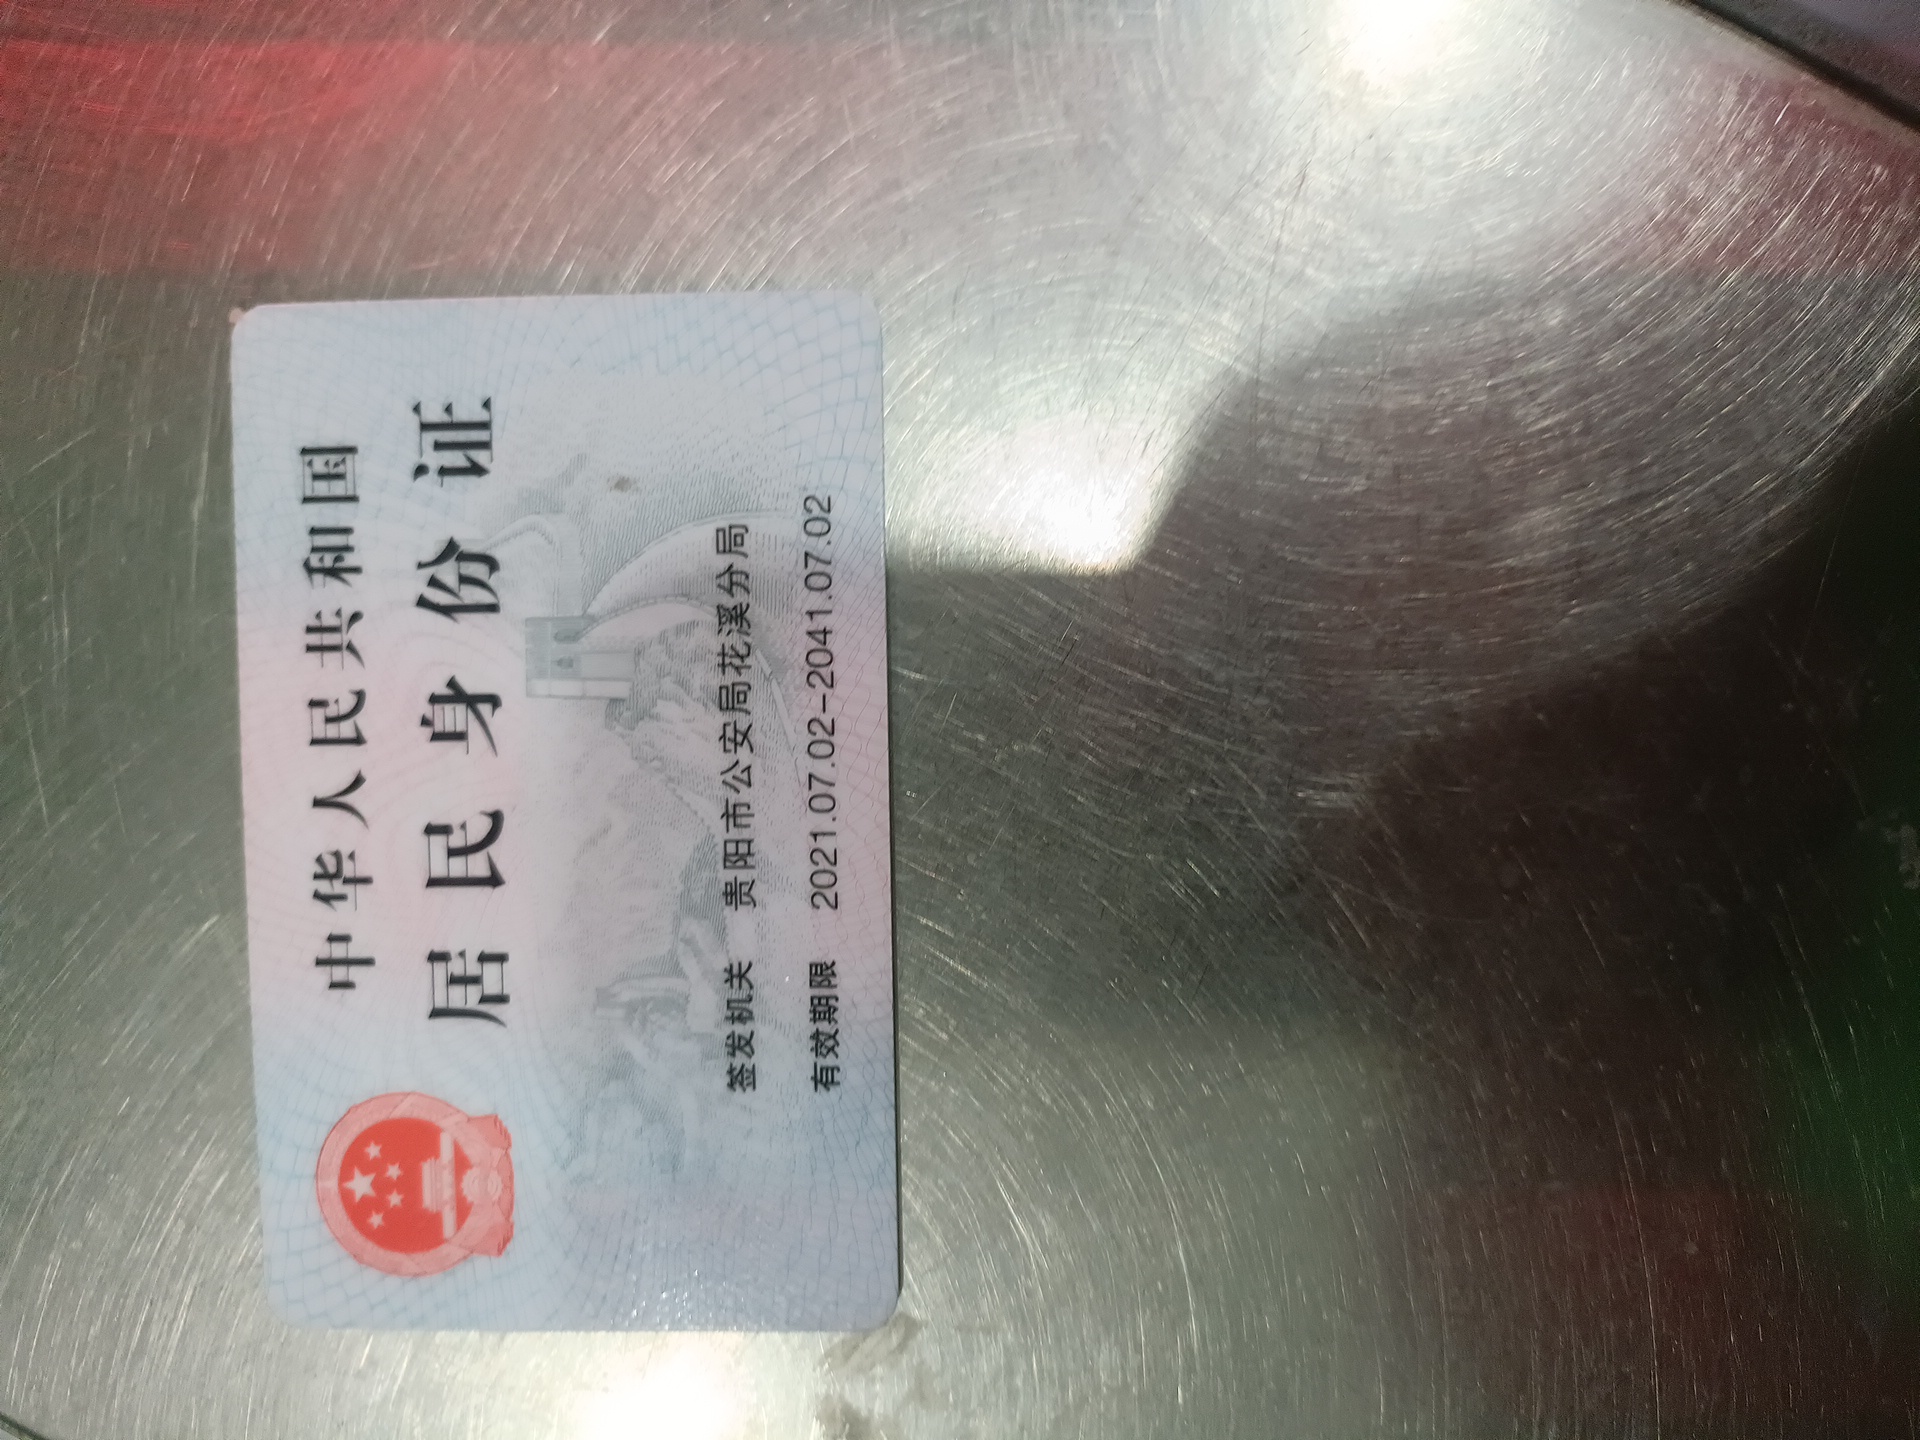 中华人民共和国
居民身份证
签发机关 贵阳市公安局花溪分局
有效期限 2021.07.02-2041.07.02